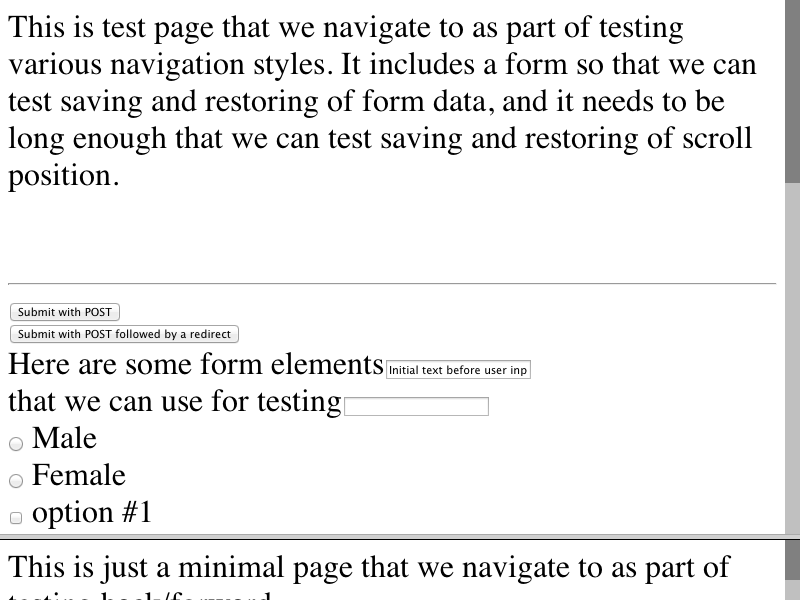 This is test page that we navigate to as part of testing
various navigation styles. It includes a form so that we can
test saving and restoring of form data, and it needs to be
long enough that we can test saving and restoring of scroll
position.
Submit with POST
Submit with POST followed by a redirect
Here are some form elements Initial text before user inp
that we can use for testing
Male
Female
option #1
This is just a minimal page that we navigate to as part of
testing back/forward